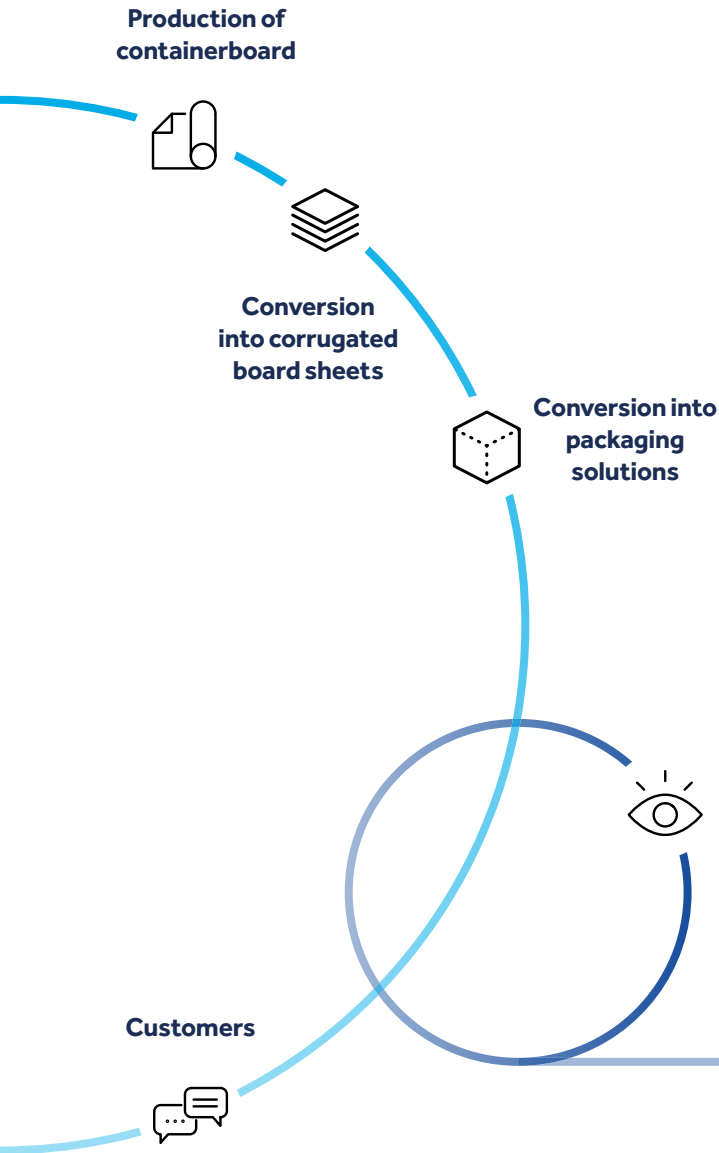 Production of
containerboard
Conversion
into corrugated
board sheets
Conversion into
packaging
solutions
Customers